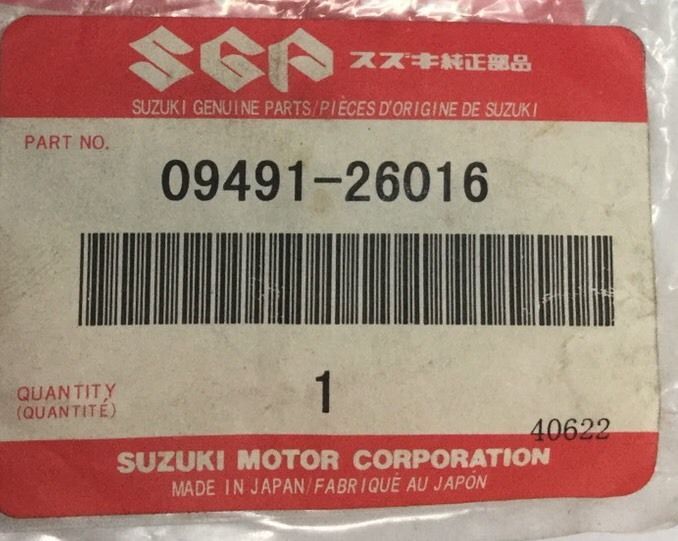 SGP スズキ純正部品
SUZUKI GENUINE PARTS/PIÈCES D'ORIGINE DE SUZUKI
PART NO.
09491-26016
QUANTITY
(QUANTITÉ)
1
40622
SUZUKI MOTOR CORPORATION
MADE IN JAPAN/FABRIQUÉ AU JAPÓN